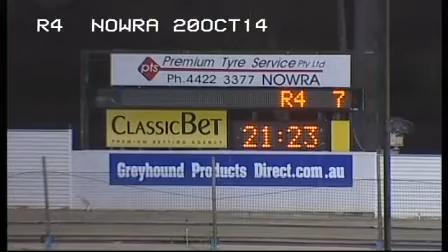 R4 NOWRA 20OCT14
pts Premium Tyre Service Pty Ltd
Ph.4422 3377 NOWRA
R4 7
CLASSICBET
PREMIUM BETTING AGENCY
21:23
Greyhound Products Direct.com.au